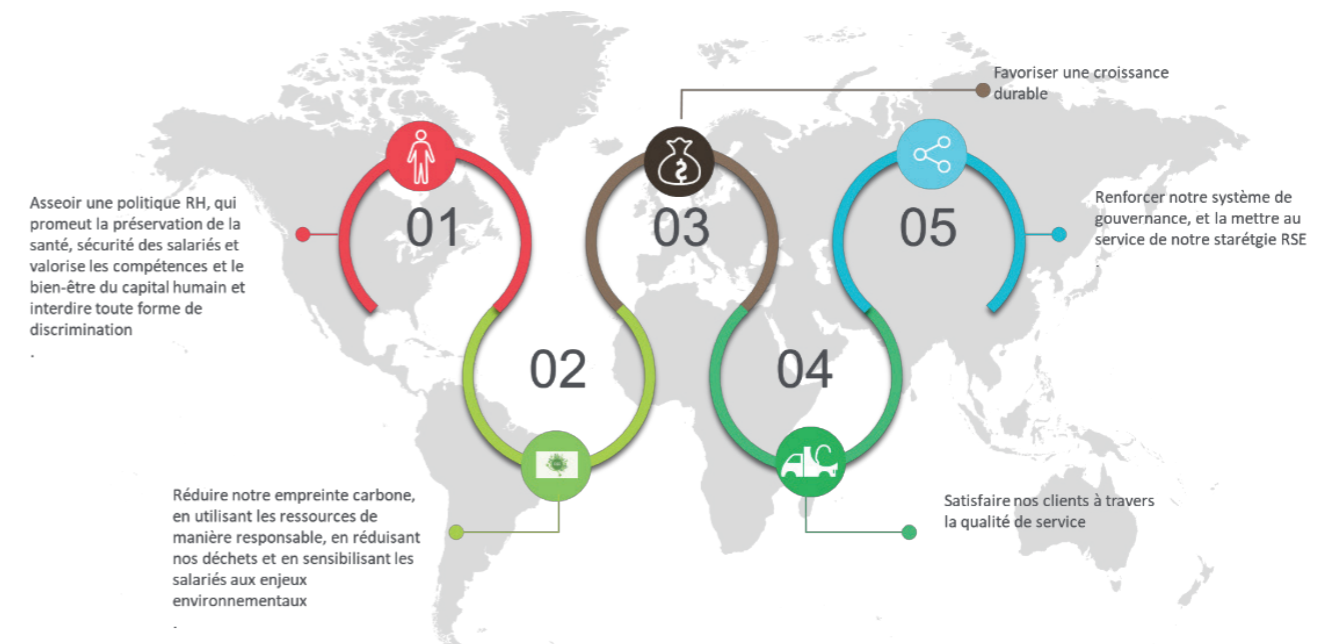 01
Asseoir une politique RH, qui
promeut la préservation de la
santé, sécurité des salariés et
valorise les compétences et le
bien-être du capital humain et
interdire toute forme de
discrimination
.
02
Réduire notre empreinte carbone,
en utilisant les ressources de
manière responsable, en réduisant
nos déchets et en sensibilisant les
salariés aux enjeux
environnementaux
.
03
Favoriser une croissance
durable
04
Satisfaire nos clients à travers
la qualité de service
05
Renforcer notre système de
gouvernance, et la mettre au
service de notre starétgie RSE
.